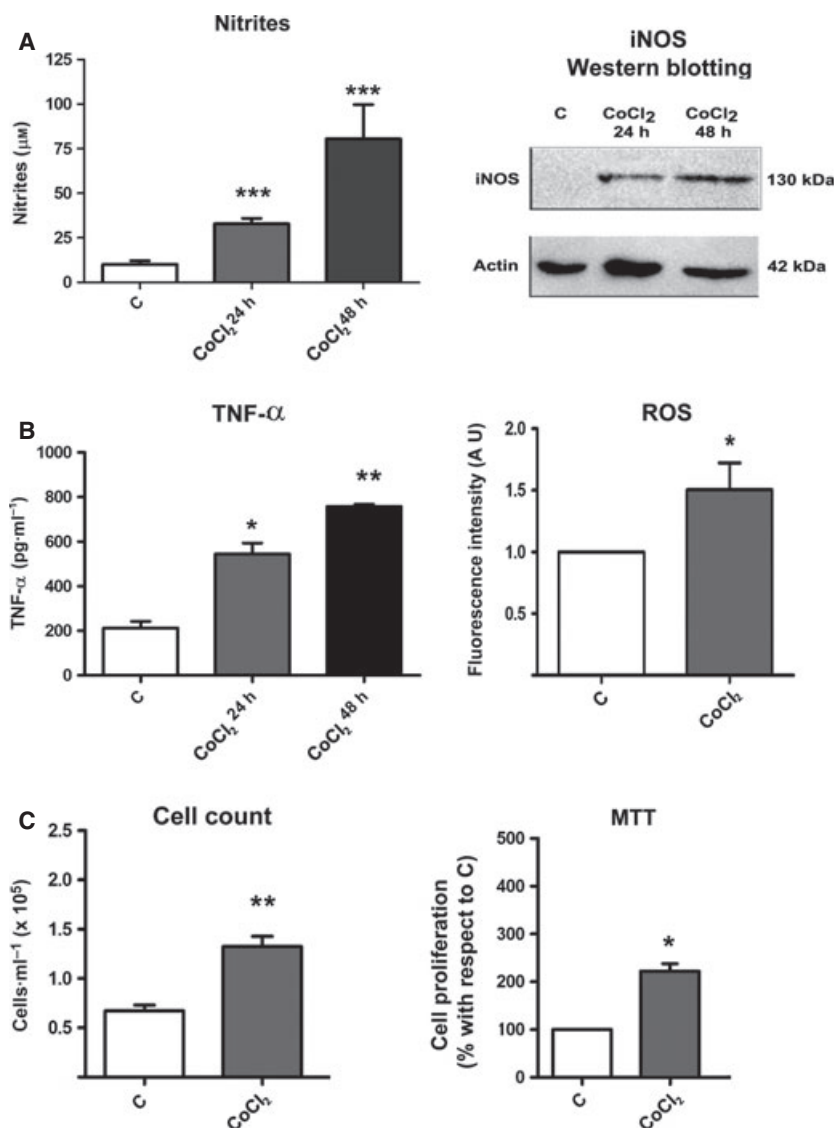 A
Nitrites
Nitrites (μM)
125
100
75
50
25
0
***
***
C
CoCl₂ 24 h
CoCl₂ 48 h
iNOS
Western blotting
C
CoCl₂
24 h
CoCl₂
48 h
iNOS
130 kDa
Actin
42 kDa
B
TNF-α
TNF-α (pg·ml⁻¹)
1000
800
600
400
200
0
*
**
C
CoCl₂ 24 h
CoCl₂ 48 h
ROS
Fluorescence intensity (A U)
2.0
1.5
1.0
0.5
*
C
CoCl₂
C
Cell count
Cells·ml⁻¹ (x 10⁵)
2.5
2.0
1.5
1.0
0.5
**
C
CoCl₂
MTT
Cell proliferation
(% with respect to C)
500
400
300
200
100
0
*
C
CoCl₂